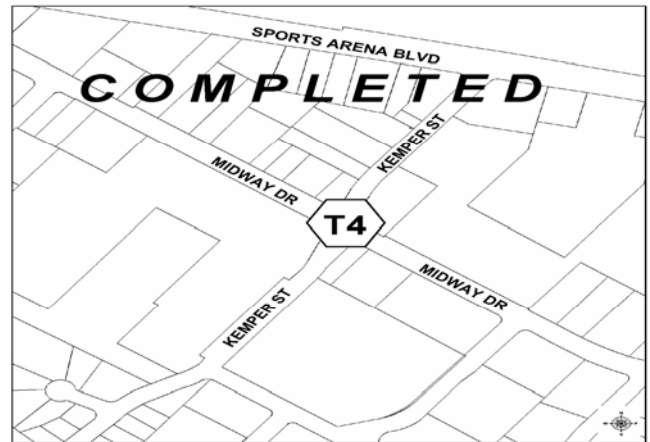 SPORTS ARENA BLVD
COMPLETED
KEMPER ST
MIDWAY DR
T4
MIDWAY DR
KEMPER ST